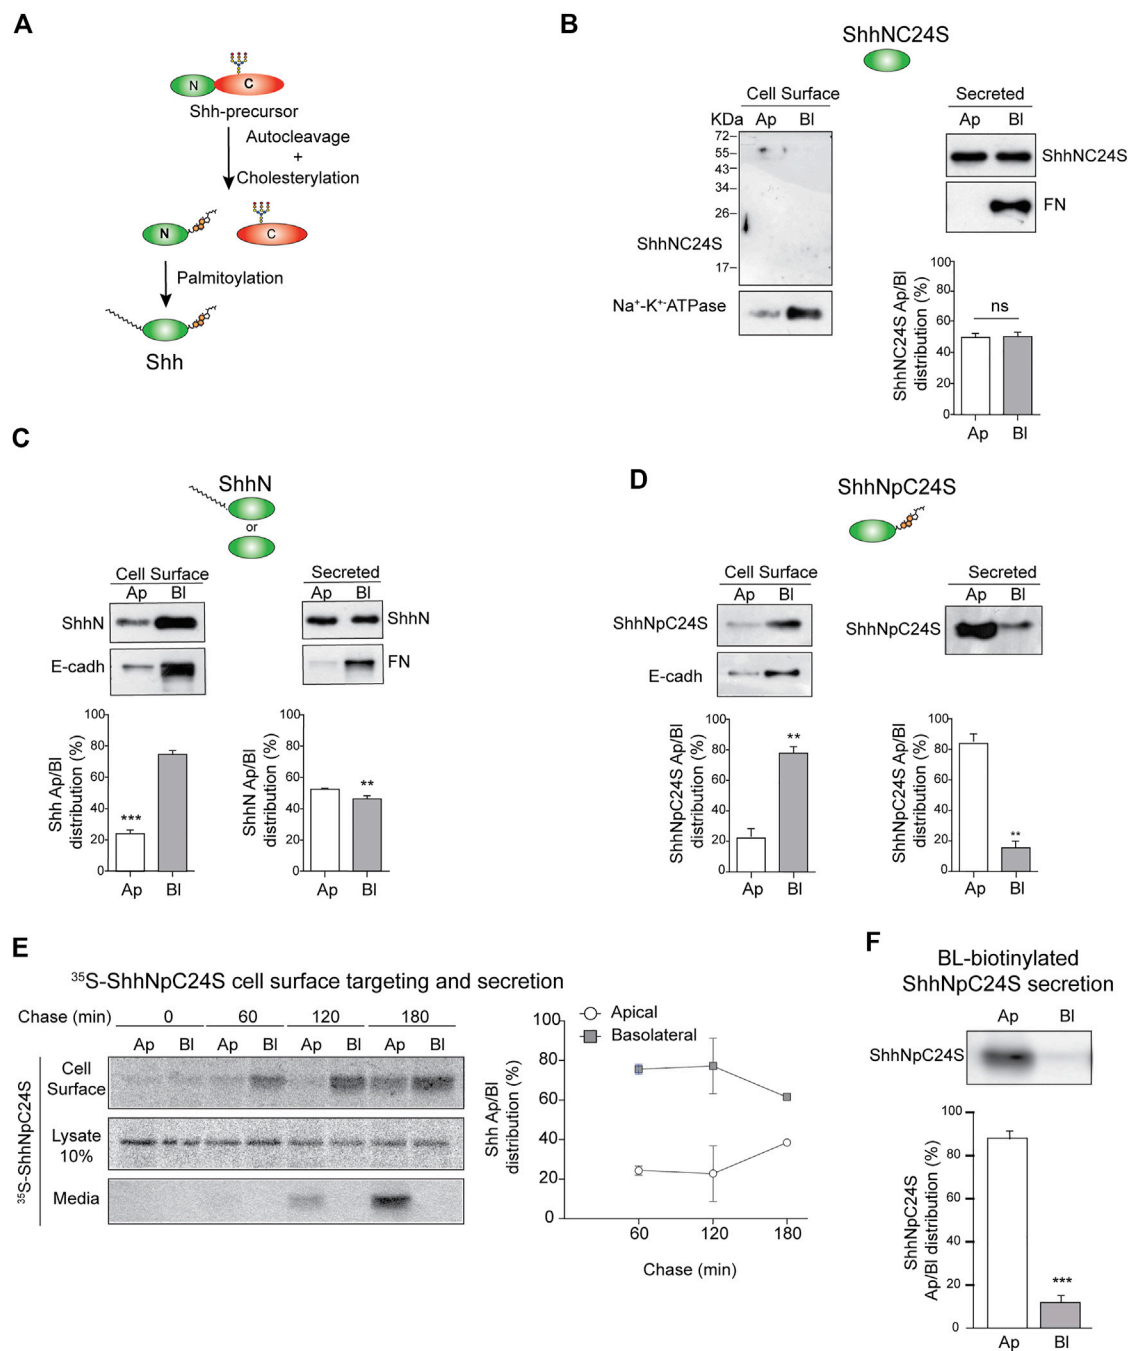 A
N
C
Shh-precursor
Autocleavage
+
Cholesterylation
N
C
Palmitoylation
Shh
B
ShhNC24S
Cell Surface
KDa Ap Bl
72–
55–
43–
34–
26–
ShhNC24S
17–
Na⁺-K⁺ATPase
Secreted
Ap Bl
ShhNC24S
FN
ShhNC24S Ap/Bl
distribution (%)
100
80
60
40
20
0
ns
Ap Bl
C
ShhN
or
Cell Surface
Ap Bl
ShhN
E-cadh
Secreted
Ap Bl
ShhN
FN
Shh Ap/Bl
distribution (%)
100
80
60
40
20
0
***
Ap Bl
ShhN Ap/Bl
distribution (%)
100
80
60
40
20
0
**
Ap Bl
D
ShhNpC24S
Cell Surface
Ap Bl
ShhNpC24S
E-cadh
Secreted
Ap Bl
ShhNpC24S
ShhNpC24S Ap/Bl
distribution (%)
100
80
60
40
20
0
**
Ap Bl
ShhNpC24S Ap/Bl
distribution (%)
100
80
60
40
20
0
**
Ap Bl
E
³⁵S-ShhNpC24S cell surface targeting and secretion
Chase (min) 0 60 120 180
Ap Bl Ap Bl Ap Bl Ap Bl
³⁵S-ShhNpC24S
Cell
Surface
Lysate
10%
Media
Shh Ap/Bl
distribution (%)
100
80
60
40
20
0
Apical
Basolateral
60 120 180
Chase (min)
F
BL-biotinylated
ShhNpC24S secretion
Ap Bl
ShhNpC24S
ShhNpC24S
Ap/Bl distribution (%)
100
80
60
40
20
0
***
Ap Bl